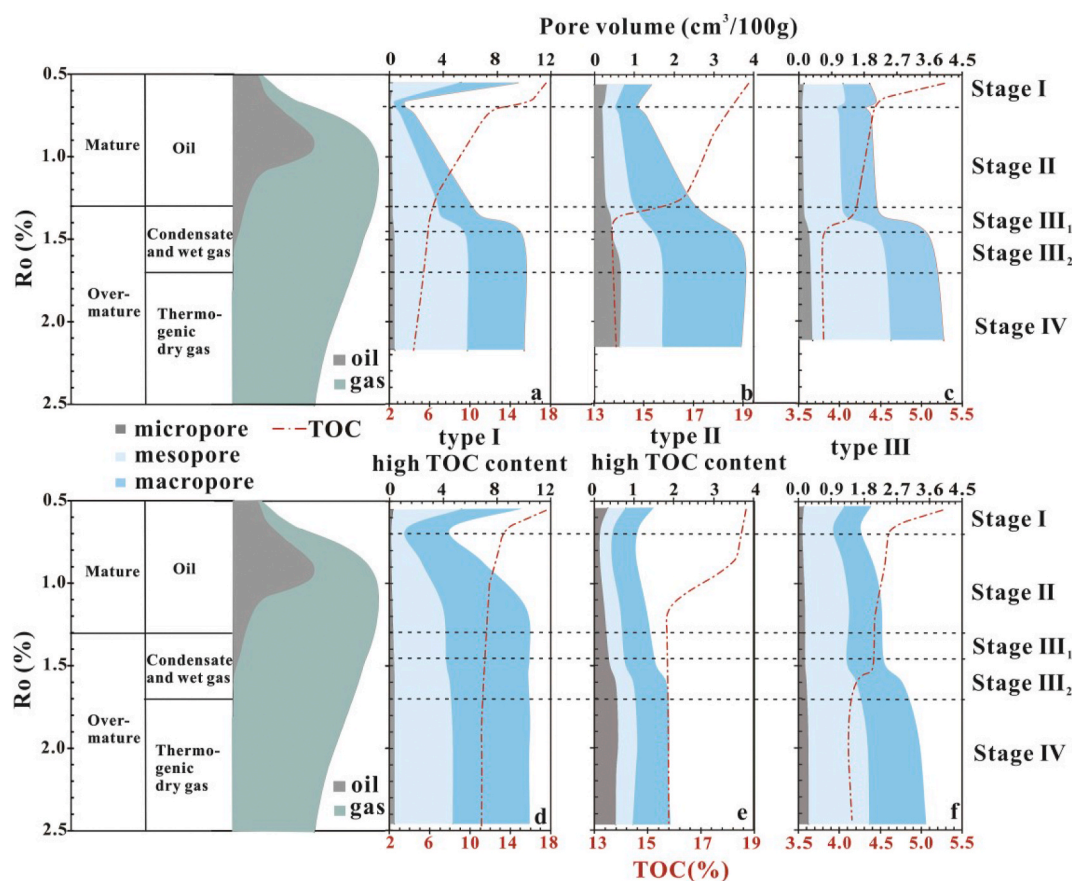 Pore volume (cm³/100g)
0 4 8 12 0 1 2 3 4 0.0 0.9 1.8 2.7 3.6 4.5
0.5
1.0
1.5
2.0
2.5
Ro (%)
Mature
Oil
Over-
mature
Condensate
and wet gas
Thermo-
genic
dry gas
oil
gas
a
b
c
Stage I
Stage II
Stage III₁
Stage III₂
Stage IV
2 6 10 14 18 13 15 17 19 3.5 4.5 5.5
micropore
mesopore
macropore
TOC
type I
type II
type III
high TOC content
high TOC content
0 4 8 12 0 1 2 3 4 0.0 0.9 1.8 2.7 3.6 4.5
0.5
1.0
1.5
2.0
2.5
Ro (%)
Mature
Oil
Over-
mature
Condensate
and wet gas
Thermo-
genic
dry gas
oil
gas
d
e
f
Stage I
Stage II
Stage III₁
Stage III₂
Stage IV
2 6 10 14 18 13 15 17 19 3.5 4.5 5.5
TOC(%)